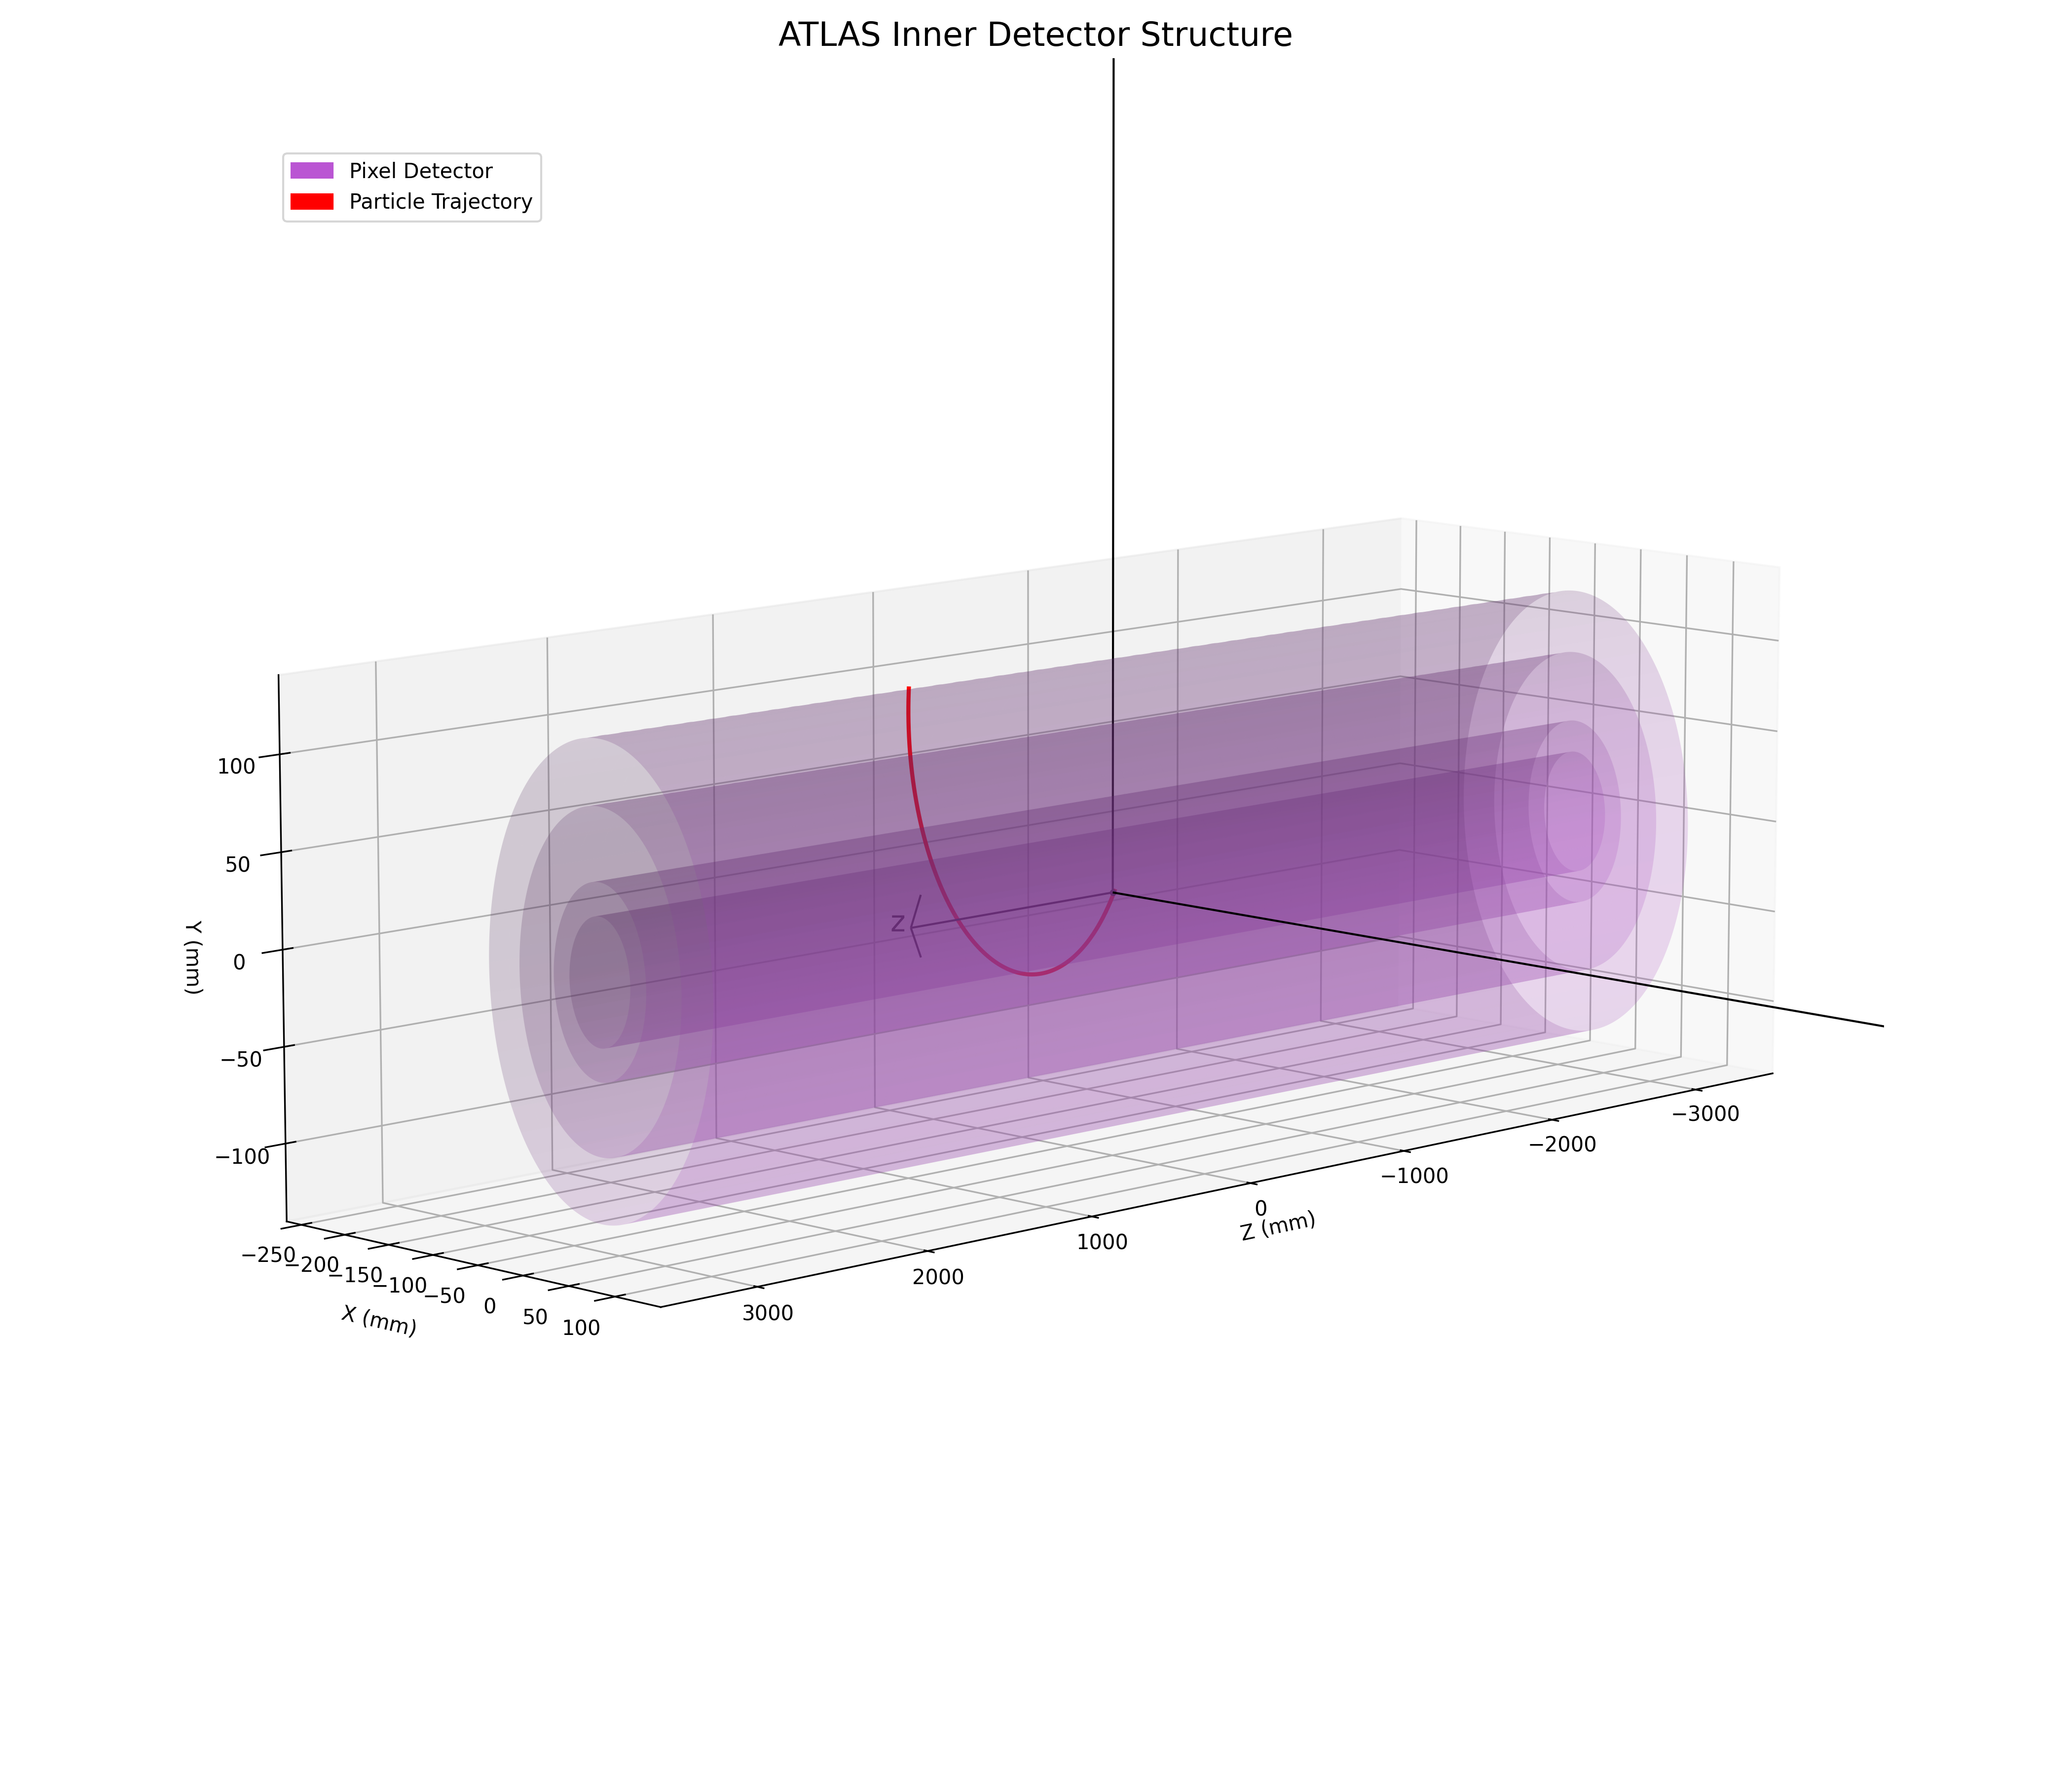 ATLAS Inner Detector Structure
Pixel Detector
Particle Trajectory
Z
100
50
0
−50
−100
Y (mm)
−250
−200
−150
−100
−50
0
50
100
X (mm)
3000
2000
1000
0
−1000
−2000
−3000
Z (mm)